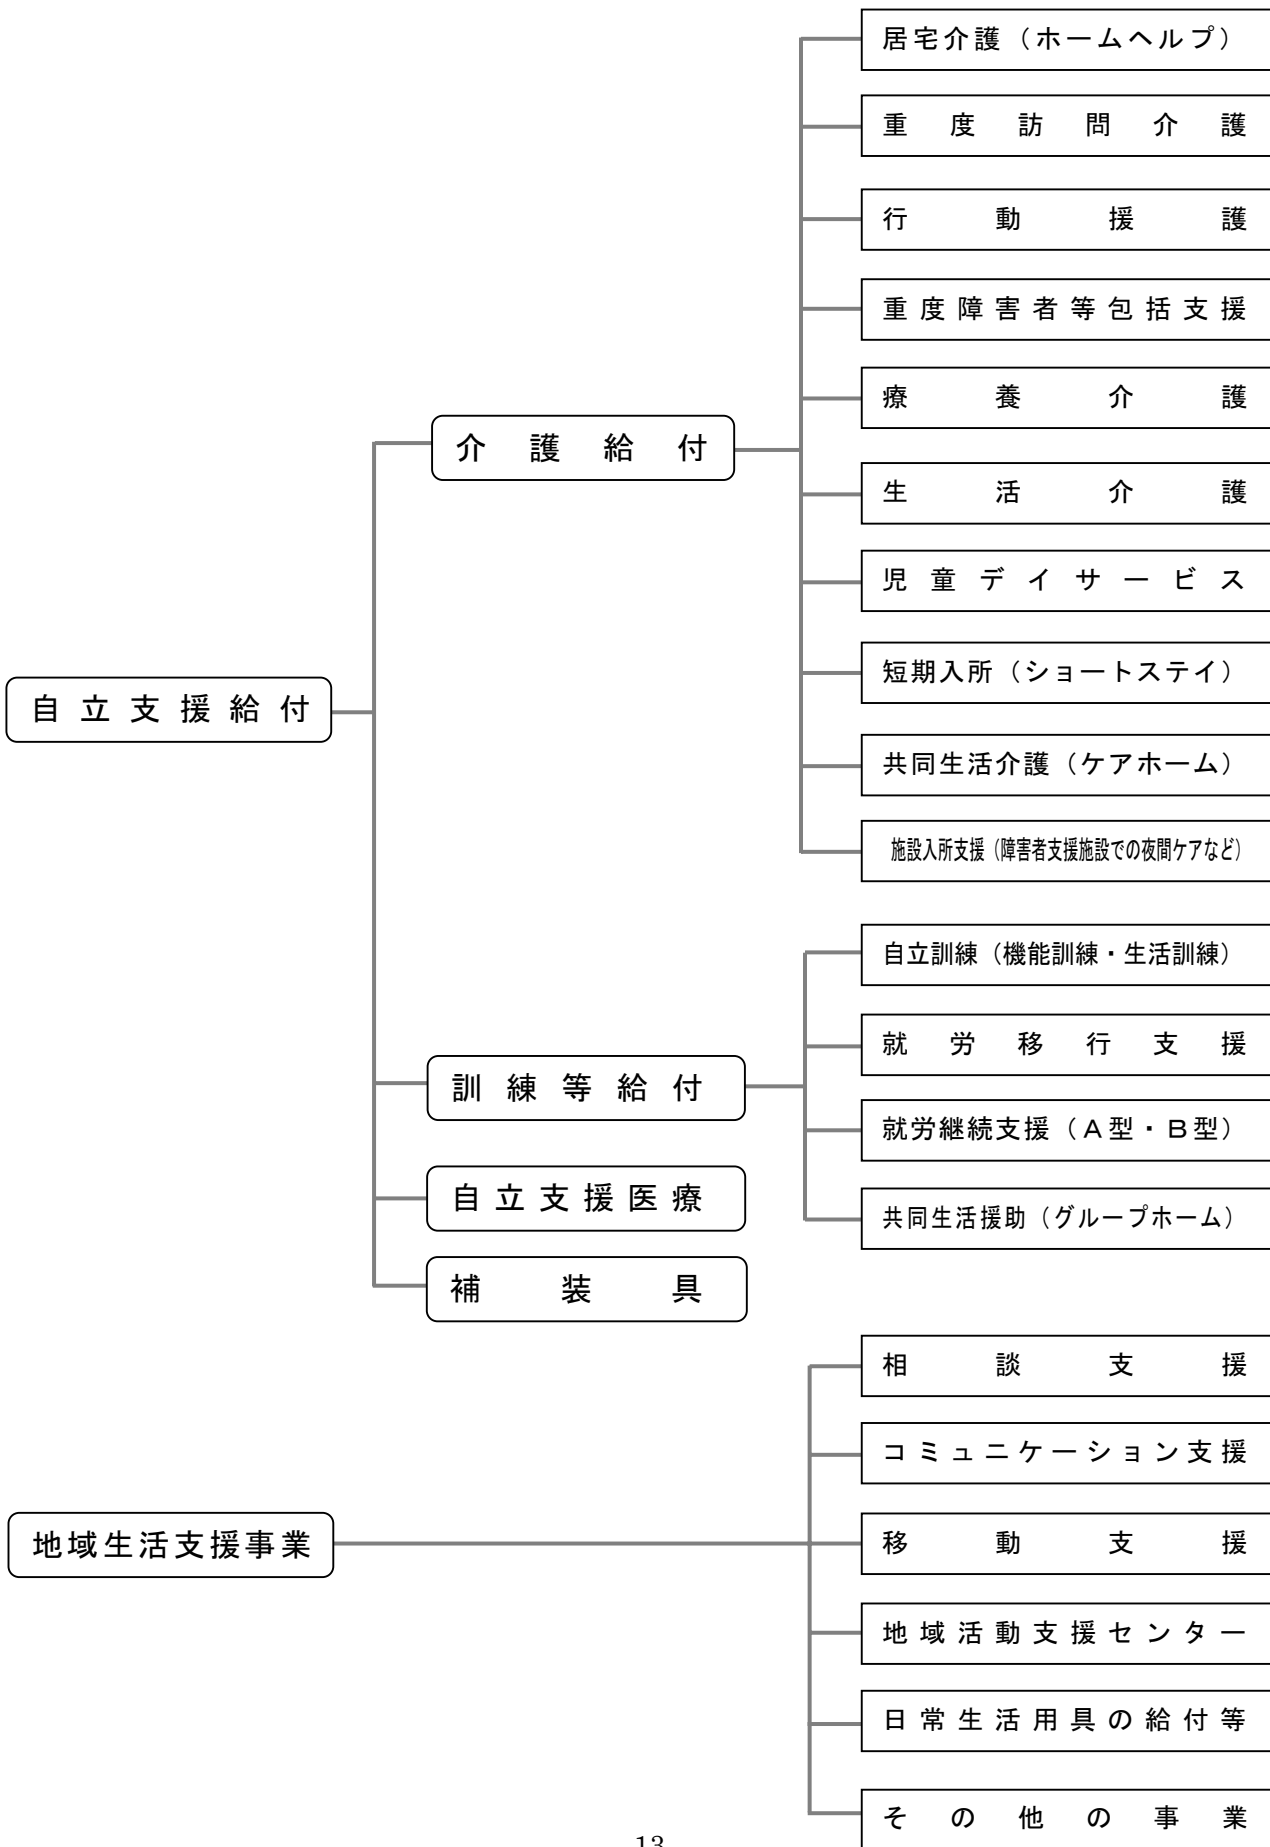 居宅介護（ホームヘルプ）
重度訪問介護
行動援護
重度障害者等包括支援
療養介護
介護給付
生活介護
児童デイサービス
短期入所（ショートステイ）
自立支援給付
共同生活介護（ケアホーム）
施設入所支援（障害者支援施設での夜間ケアなど）
自立訓練（機能訓練・生活訓練）
就労移行支援
訓練等給付
就労継続支援（Ａ型・Ｂ型）
自立支援医療
共同生活援助（グループホーム）
補装具
相談支援
コミュニケーション支援
移動支援
地域生活支援事業
地域活動支援センター
日常生活用具の給付等
その他の事業
13